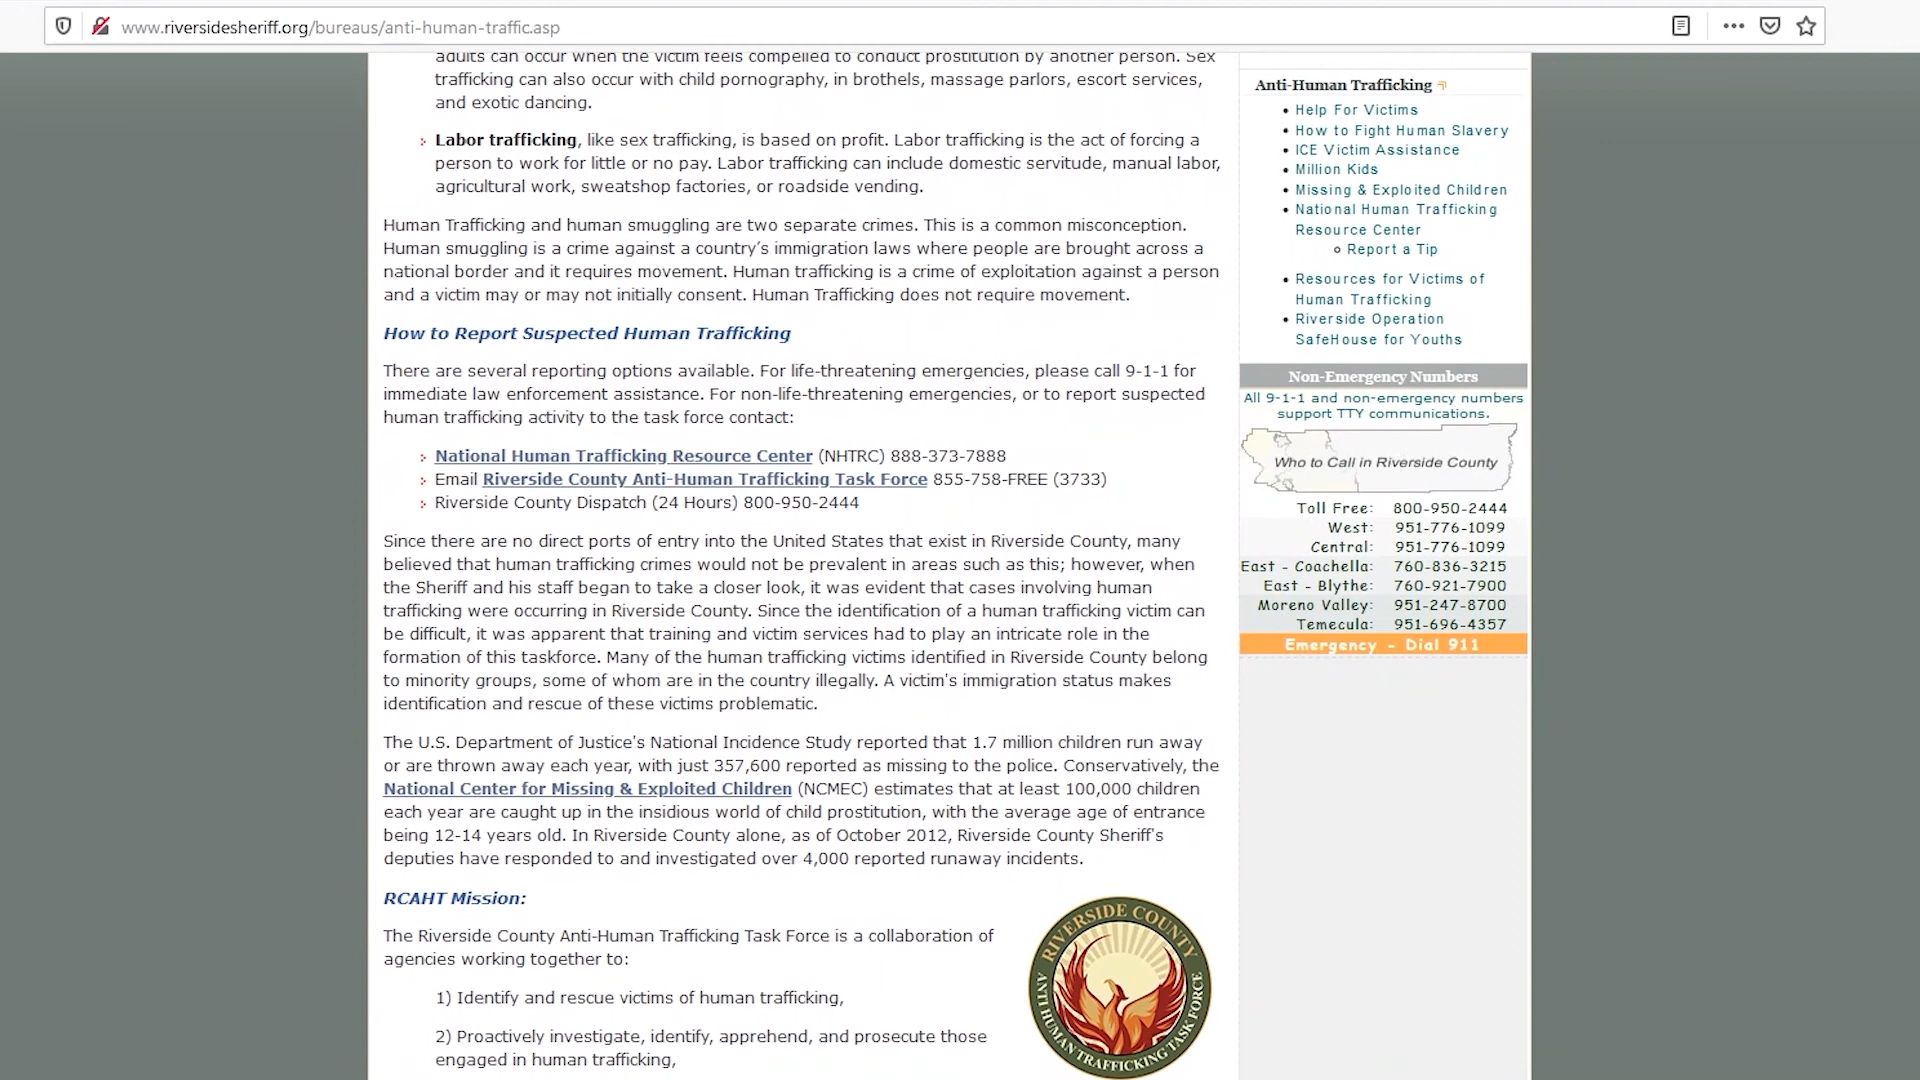 www.riversidesheriff.org/bureaus/anti-human-traffic.asp
adults can occur when the victim feels compelled to conduct prostitution by another person. Sex
trafficking can also occur with child pornography, in brothels, massage parlors, escort services,
and exotic dancing.
Labor trafficking, like sex trafficking, is based on profit. Labor trafficking is the act of forcing a
person to work for little or no pay. Labor trafficking can include domestic servitude, manual labor,
agricultural work, sweatshop factories, or roadside vending.
Human Trafficking and human smuggling are two separate crimes. This is a common misconception.
Human smuggling is a crime against a country’s immigration laws where people are brought across a
national border and it requires movement. Human trafficking is a crime of exploitation against a person
and a victim may or may not initially consent. Human Trafficking does not require movement.
How to Report Suspected Human Trafficking
There are several reporting options available. For life-threatening emergencies, please call 9-1-1 for
immediate law enforcement assistance. For non-life-threatening emergencies, or to report suspected
human trafficking activity to the task force contact:
National Human Trafficking Resource Center (NHTRC) 888-373-7888
Email Riverside County Anti-Human Trafficking Task Force 855-758-FREE (3733)
Riverside County Dispatch (24 Hours) 800-950-2444
Since there are no direct ports of entry into the United States that exist in Riverside County, many
believed that human trafficking crimes would not be prevalent in areas such as this; however, when
the Sheriff and his staff began to take a closer look, it was evident that cases involving human
trafficking were occurring in Riverside County. Since the identification of a human trafficking victim can
be difficult, it was apparent that training and victim services had to play an intricate role in the
formation of this taskforce. Many of the human trafficking victims identified in Riverside County belong
to minority groups, some of whom are in the country illegally. A victim's immigration status makes
identification and rescue of these victims problematic.
The U.S. Department of Justice's National Incidence Study reported that 1.7 million children run away
or are thrown away each year, with just 357,600 reported as missing to the police. Conservatively, the
National Center for Missing & Exploited Children (NCMEC) estimates that at least 100,000 children
each year are caught up in the insidious world of child prostitution, with the average age of entrance
being 12-14 years old. In Riverside County alone, as of October 2012, Riverside County Sheriff's
deputies have responded to and investigated over 4,000 reported runaway incidents.
RCAHT Mission:
The Riverside County Anti-Human Trafficking Task Force is a collaboration of
agencies working together to:
1) Identify and rescue victims of human trafficking,
2) Proactively investigate, identify, apprehend, and prosecute those
engaged in human trafficking,
RIVERSIDE COUNTY
ANTI HUMAN TRAFFICKING TASK FORCE
Anti-Human Trafficking
Help For Victims
How to Fight Human Slavery
ICE Victim Assistance
Million Kids
Missing & Exploited Children
National Human Trafficking
Resource Center
Report a Tip
Resources for Victims of
Human Trafficking
Riverside Operation
SafeHouse for Youths
Non-Emergency Numbers
All 9-1-1 and non-emergency numbers
support TTY communications.
Who to Call in Riverside County
Toll Free: 800-950-2444
West: 951-776-1099
Central: 951-776-1099
East - Coachella: 760-836-3215
East - Blythe: 760-921-7900
Moreno Valley: 951-247-8700
Temecula: 951-696-4357
Emergency - Dial 911